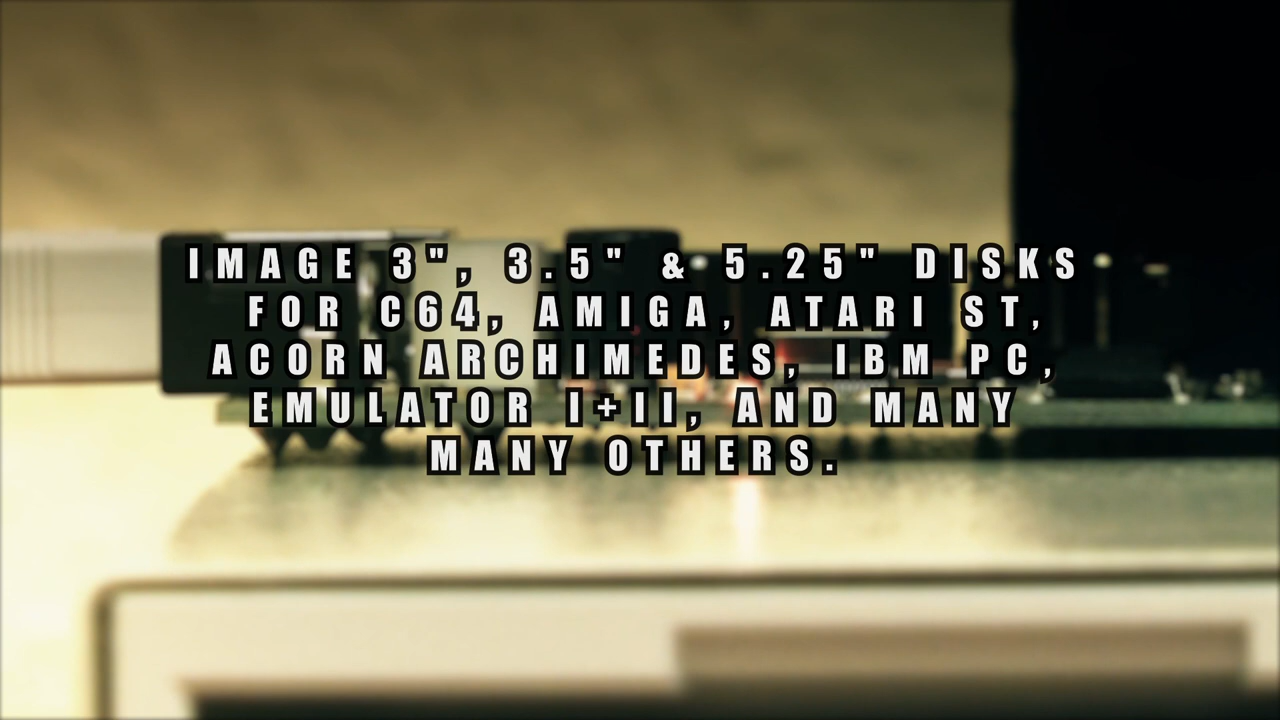 IMAGE 3", 3.5" & 5.25" DISKS
FOR C64, AMIGA, ATARI ST,
ACORN ARCHIMEDES, IBM PC,
EMULATOR I+II, AND MANY
MANY OTHERS.